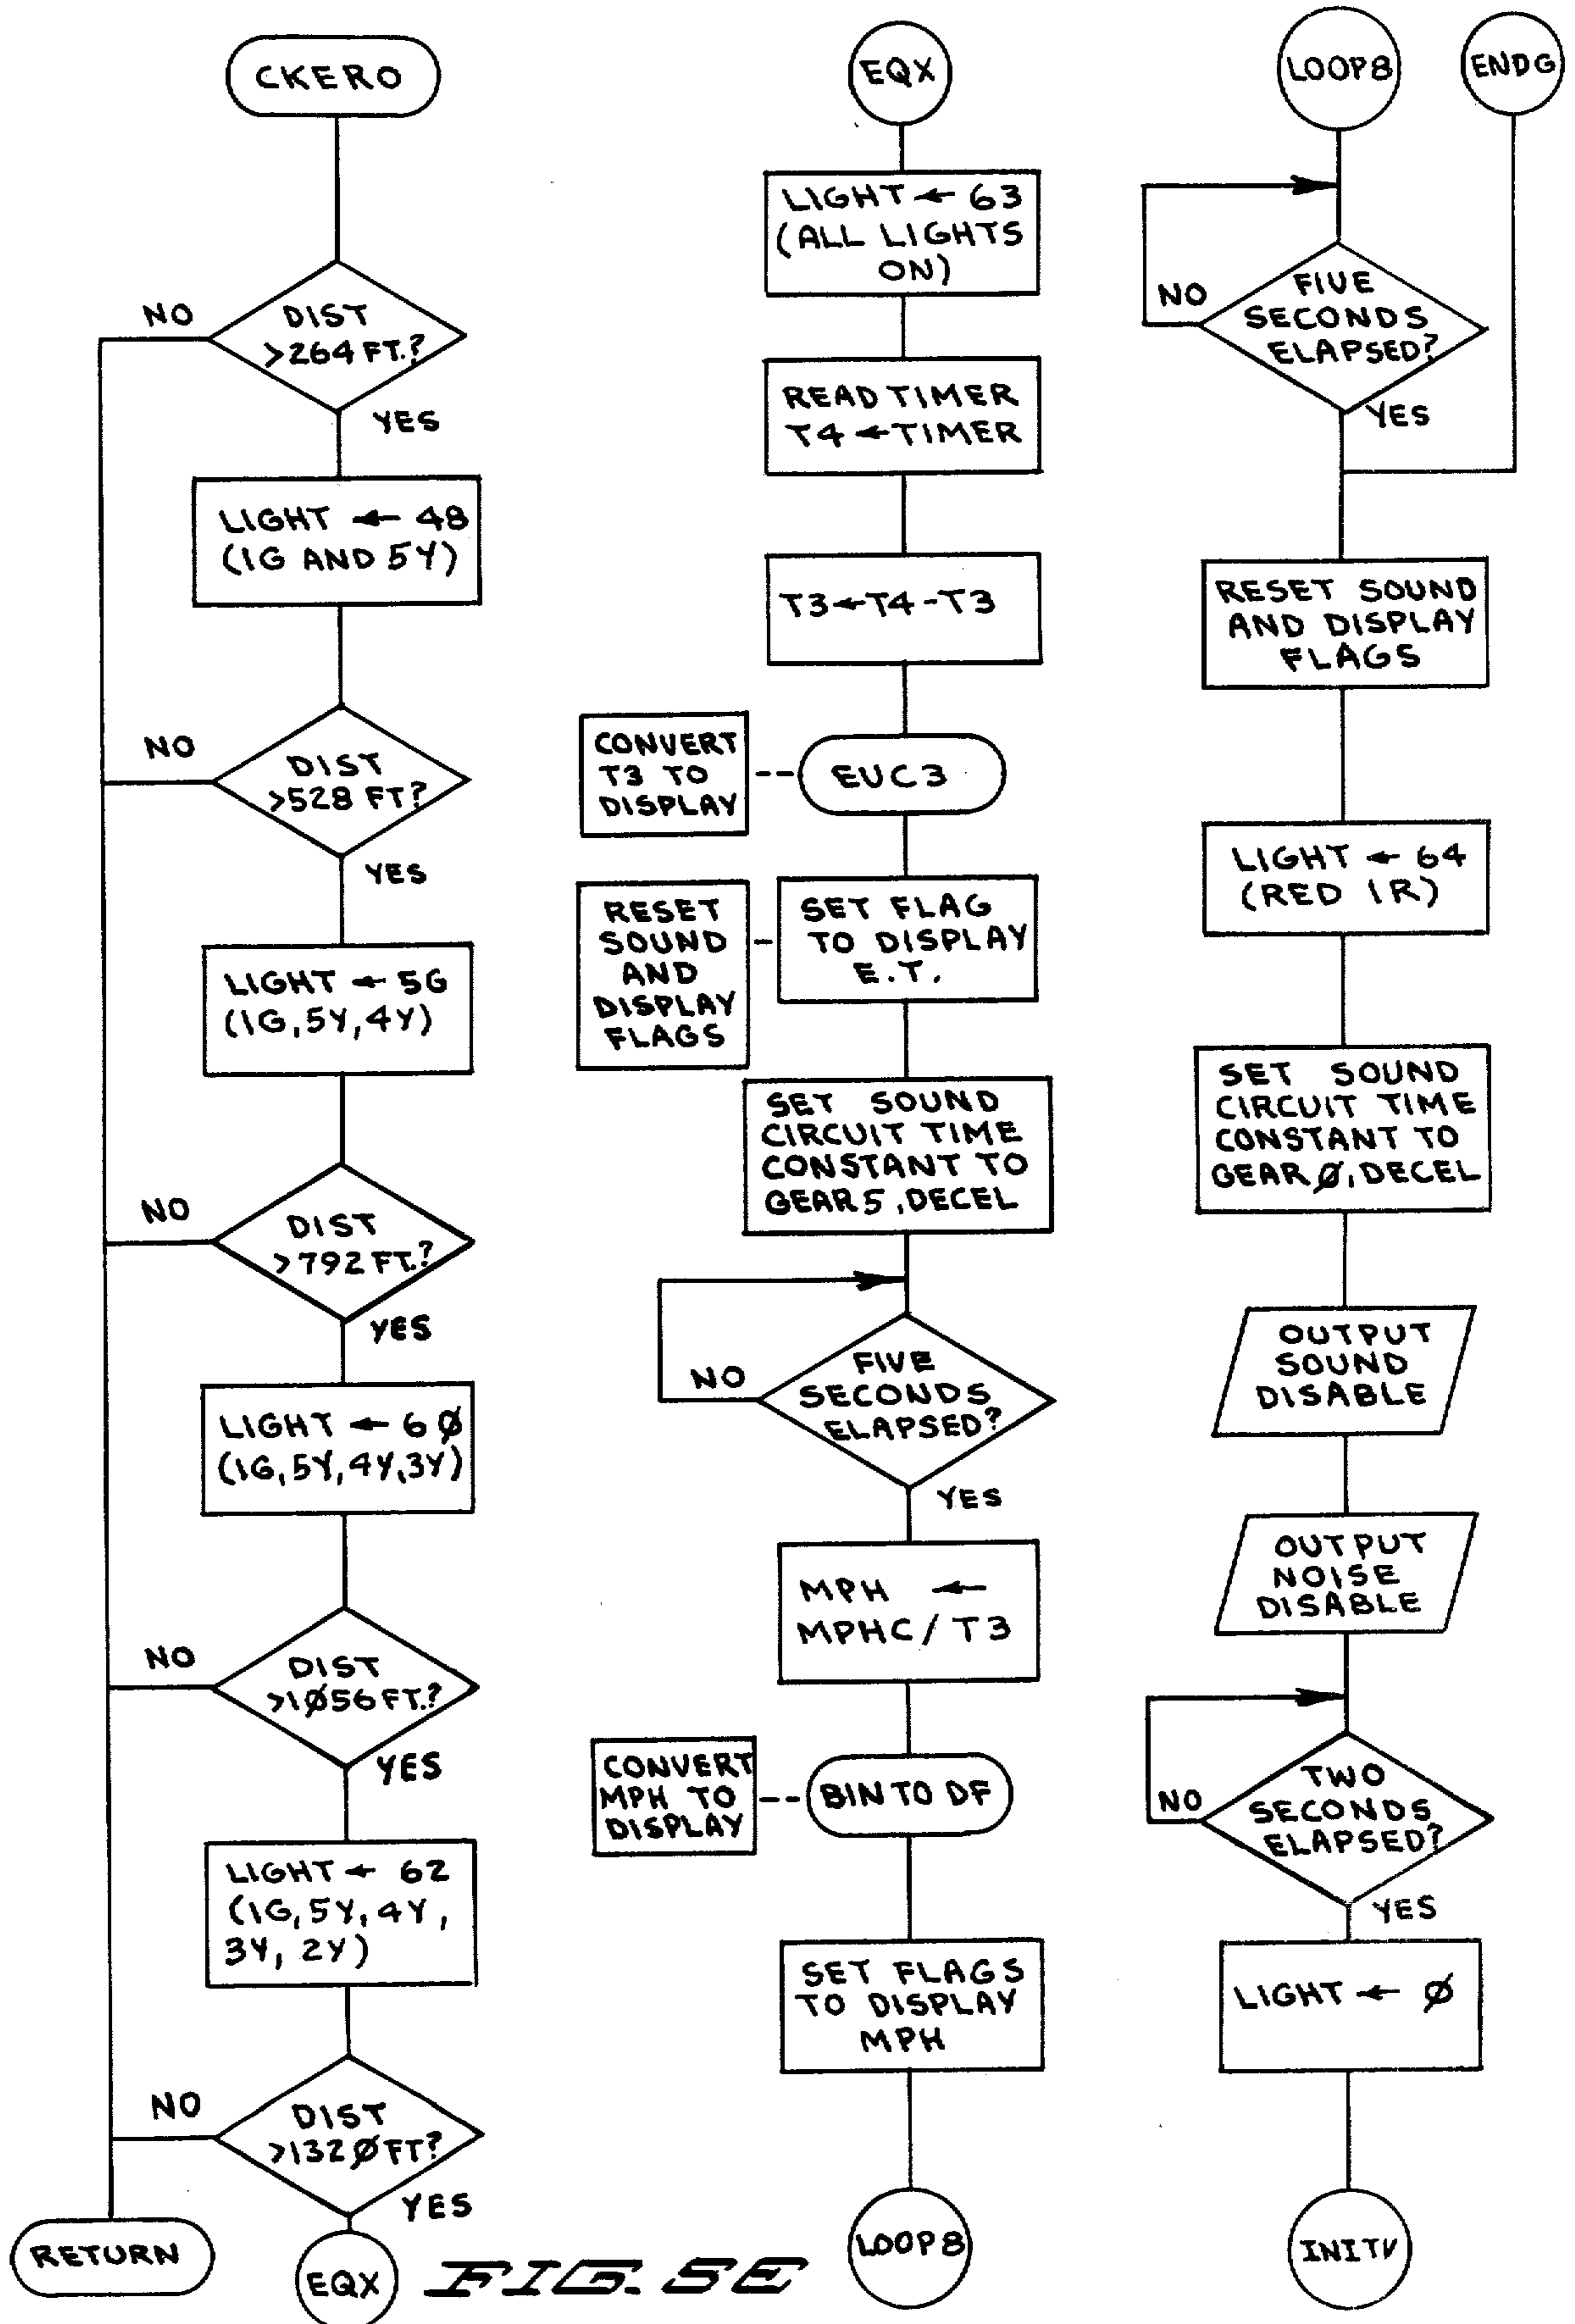 CKERO
DIST
>264 FT.?
NO
YES
LIGHT ← 48
(1G AND 5Y)
DIST
>528 FT?
NO
YES
LIGHT ← 5G
(1G, 5Y, 4Y)
DIST
>792 FT.?
NO
YES
LIGHT ← 6Ø
(1G, 5Y, 4Y, 3Y)
DIST
>1Ø56 FT.?
NO
YES
LIGHT ← 62
(1G, 5Y, 4Y,
3Y, 2Y)
DIST
>132Ø FT?
NO
YES
RETURN
EQX
EQX
LIGHT ← 63
(ALL LIGHTS
ON)
READ TIMER
T4 ← TIMER
T3 ← T4 - T3
CONVERT
T3 TO
DISPLAY
EUC3
RESET
SOUND
AND
DISPLAY
FLAGS
SET FLAG
TO DISPLAY
E.T.
SET SOUND
CIRCUIT TIME
CONSTANT TO
GEAR 5, DECEL
FIVE
SECONDS
ELAPSED?
NO
YES
MPH ←
MPHC / T3
CONVERT
MPH TO
DISPLAY
BIN TO DF
SET FLAGS
TO DISPLAY
MPH
LOOP8
LOOP8
ENDG
FIVE
SECONDS
ELAPSED?
NO
YES
RESET SOUND
AND DISPLAY
FLAGS
LIGHT ← 64
(RED 1R)
SET SOUND
CIRCUIT TIME
CONSTANT TO
GEAR Ø, DECEL
OUTPUT
SOUND
DISABLE
OUTPUT
NOISE
DISABLE
TWO
SECONDS
ELAPSED?
NO
YES
LIGHT ← Ø
INITV
FIG. 5E